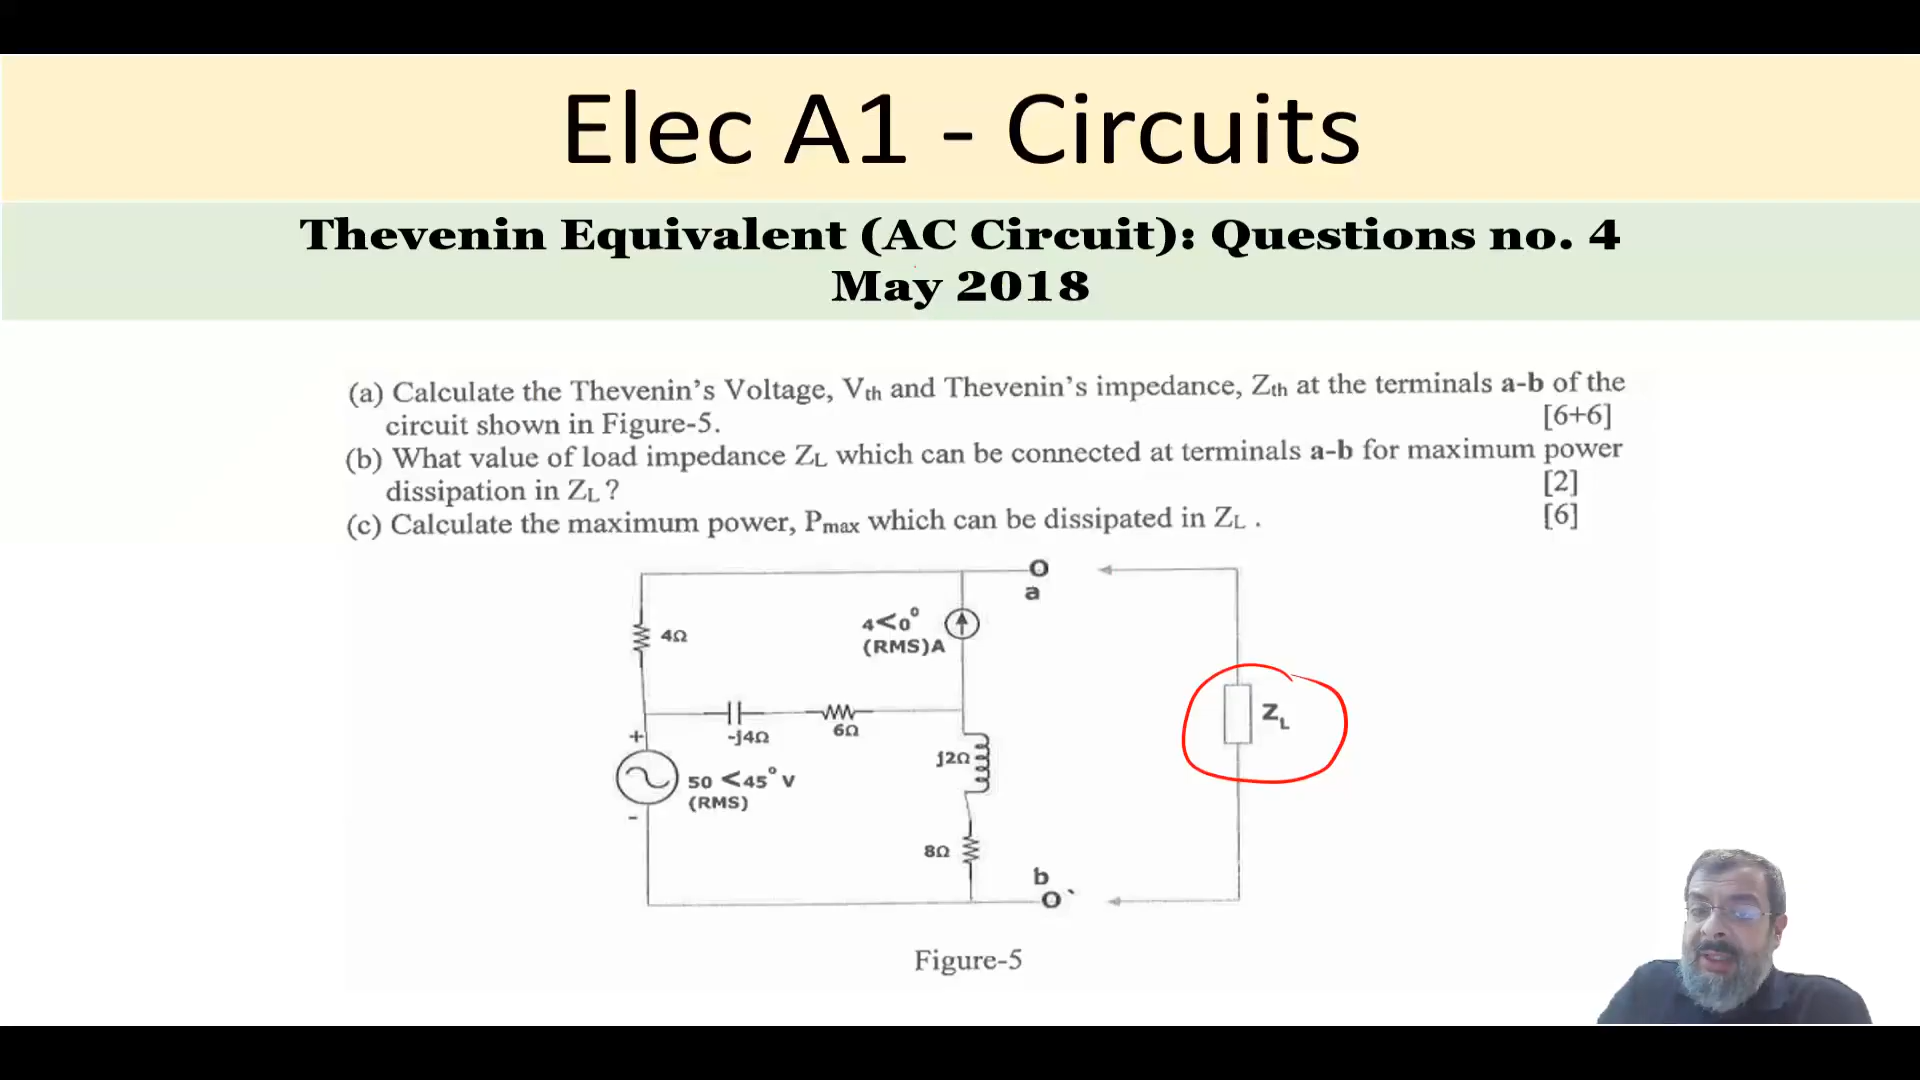 Elec A1 - Circuits
Thevenin Equivalent (AC Circuit): Questions no. 4
May 2018
(a) Calculate the Thevenin's Voltage, Vth and Thevenin's impedance, Zth at the terminals a-b of the
circuit shown in Figure-5. [6+6]
(b) What value of load impedance ZL which can be connected at terminals a-b for maximum power
dissipation in ZL ? [2]
(c) Calculate the maximum power, Pmax which can be dissipated in ZL . [6]
a
4Ω
4<0°
(RMS)A
-j4Ω
6Ω
ZL
+
j2Ω
50 <45° V
(RMS)
-
8Ω
b
Figure-5